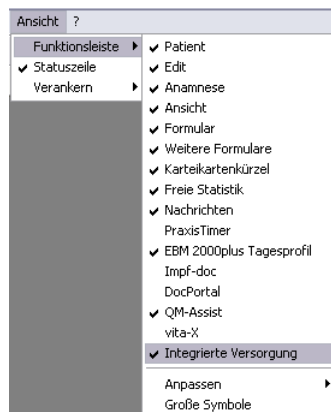 Ansicht ?
Funktionsleiste
Statuszeile
Verankern
Patient
Edit
Anamnese
Ansicht
Formular
Weitere Formulare
Karteikartenkürzel
Freie Statistik
Nachrichten
PraxisTimer
EBM 2000plus Tagesprofil
Impf-doc
DocPortal
QM-Assist
vita-X
Integrierte Versorgung
Anpassen
Große Symbole